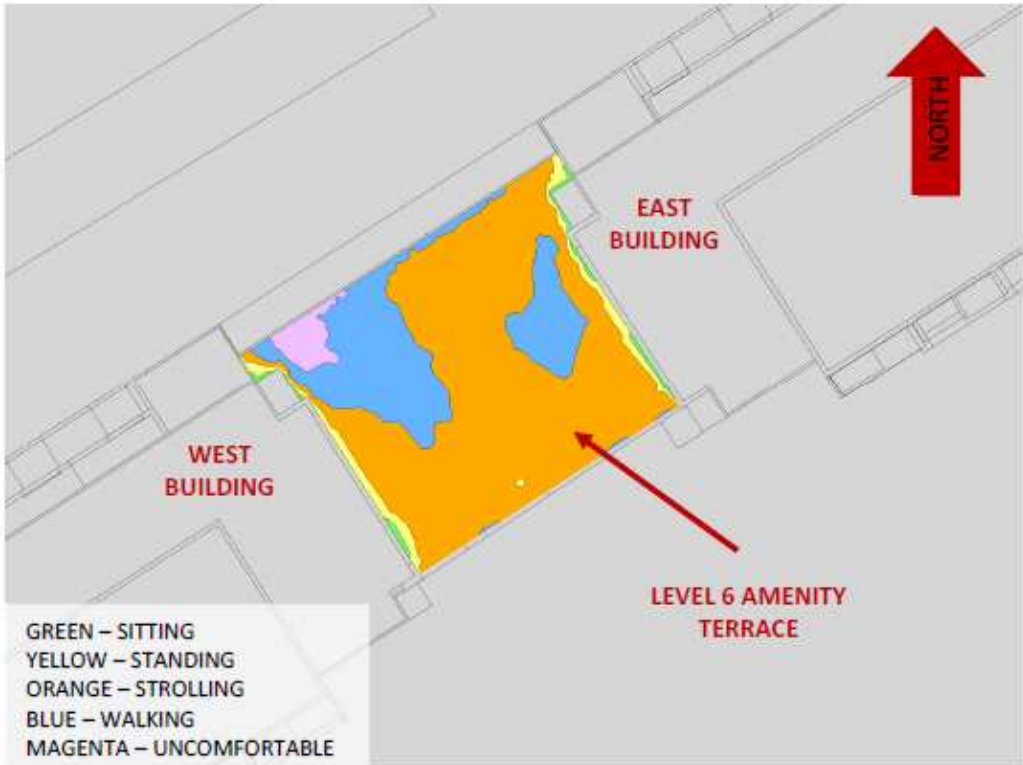 NORTH
EAST
BUILDING
WEST
BUILDING
LEVEL 6 AMENITY
TERRACE
GREEN – SITTING
YELLOW – STANDING
ORANGE – STROLLING
BLUE – WALKING
MAGENTA – UNCOMFORTABLE